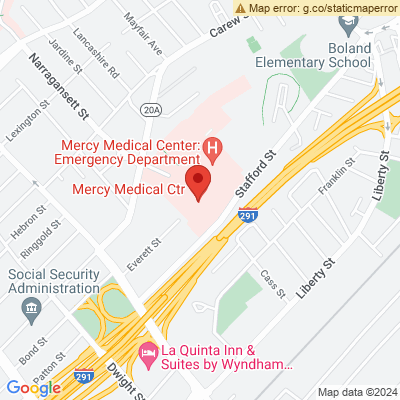 Map error: g.co/staticmaperror
Carew S
Mayfair Ave
Lancashire Rd
Jardine St
Narragansett St
Lexington St
20A
Boland
Elementary School
Mercy Medical Center:
Emergency Department
H
Mercy Medical Ctr
Stafford St
291
Franklin St
Liberty St
Hebron St
Ringgold St
Everett St
Social Security
Administration
Cass St
Liberty St
Bond St
Patton St
291
Dwight St
La Quinta Inn &
Suites by Wyndham...
Google
Map data ©2024